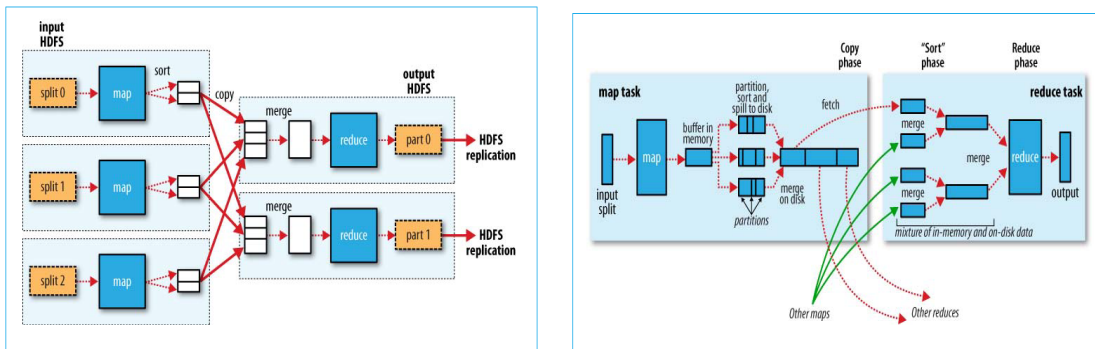 input
HDFS
sort
split 0
map
copy
merge
output
HDFS
reduce
part 0
HDFS
replication
split 1
map
merge
reduce
part 1
HDFS
replication
split 2
map
Copy
phase
"Sort"
phase
Reduce
phase
map task
partition,
sort and
spill to disk
fetch
reduce task
buffer in
memory
map
merge
merge
reduce
input
split
merge
on disk
merge
output
partitions
mixture of in-memory and on-disk data
Other maps
Other reduces